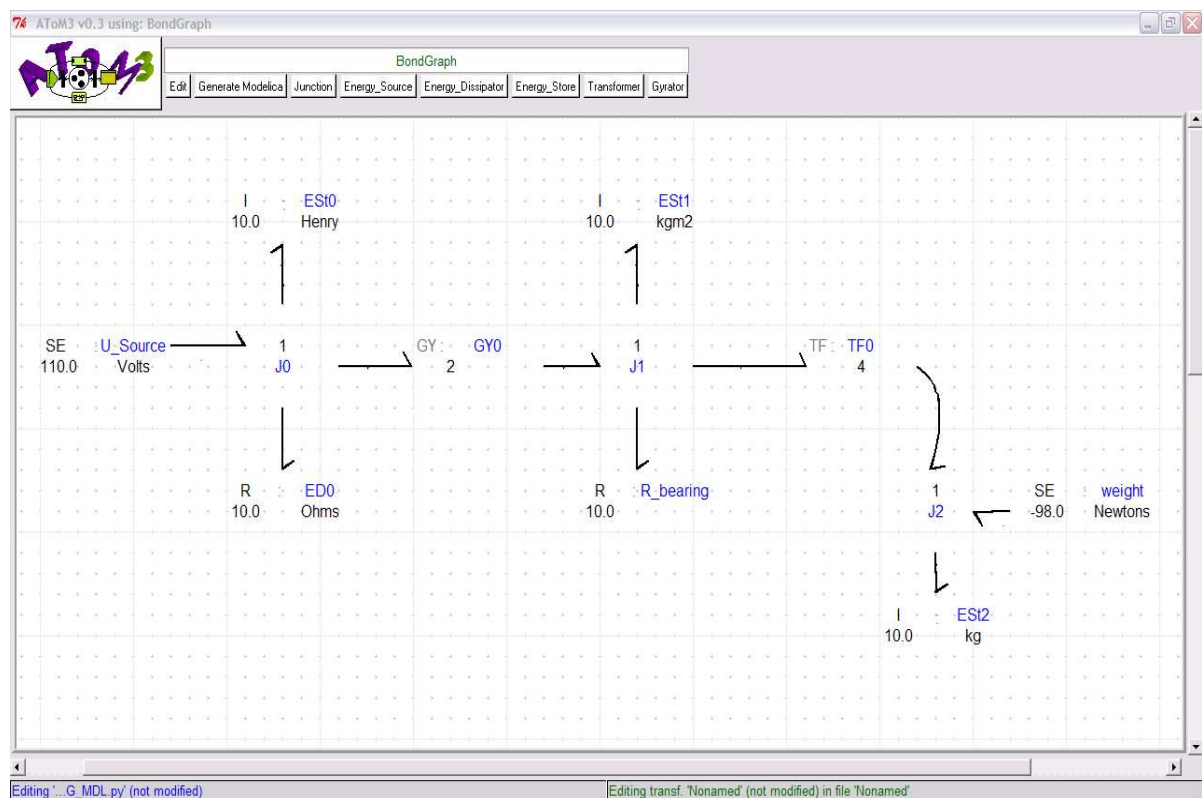 AToM3 v0.3 using: BondGraph
AToM3
BondGraph
Edit Generate Modelica Junction Energy_Source Energy_Dissipator Energy_Store Transformer Gyrator
I : ESt0
10.0 Henry
I : ESt1
10.0 kgm2
SE : U_Source
110.0 Volts
1
J0
GY : GY0
2
1
J1
TF : TF0
4
R : ED0
10.0 Ohms
R : R_bearing
10.0
1
J2
SE : weight
-98.0 Newtons
I : ESt2
10.0 kg
Editing '...G_MDL.py' (not modified)
Editing transf. 'Nonamed' (not modified) in file 'Nonamed'